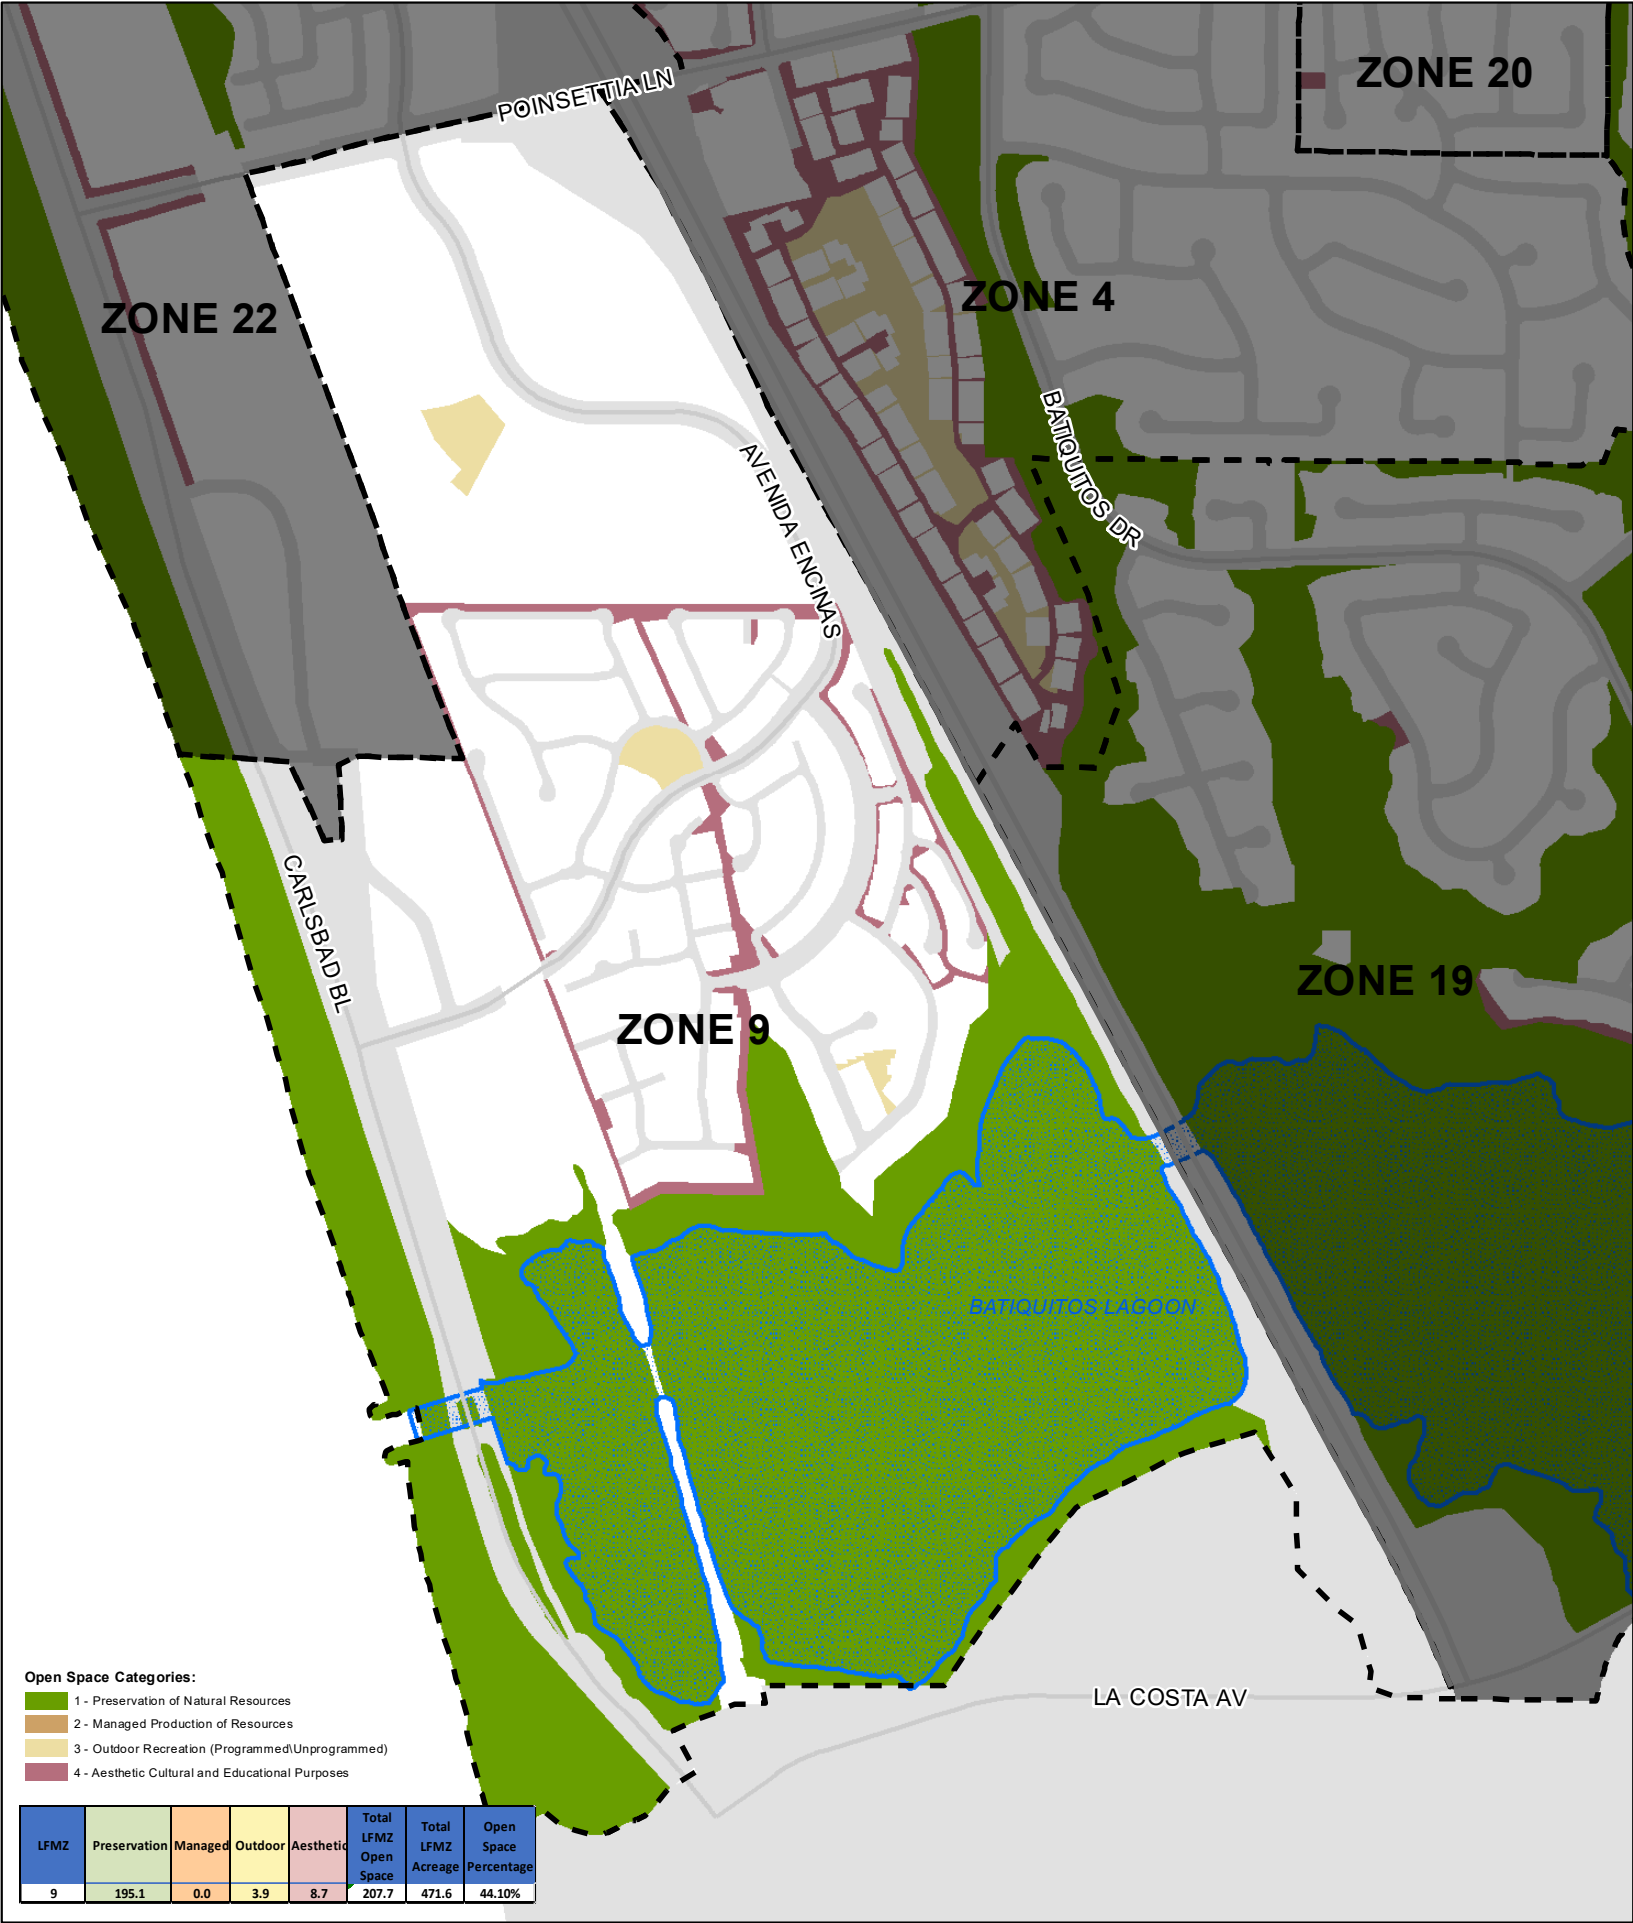 POINSETTIA LN
ZONE 20
ZONE 22
ZONE 4
BATIQUITOS DR
AVENIDA ENCINAS
CARLSBAD BL
ZONE 19
ZONE 9
BATIQUITOS LAGOON
LA COSTA AV
Open Space Categories:
1 - Preservation of Natural Resources
2 - Managed Production of Resources
3 - Outdoor Recreation (Programmed\Unprogrammed)
4 - Aesthetic Cultural and Educational Purposes
LFMZ Preservation Managed Outdoor Aesthetic Total LFMZ Open Space Total LFMZ Acreage Open Space Percentage
9 195.1 0.0 3.9 8.7 207.7 471.6 44.10%